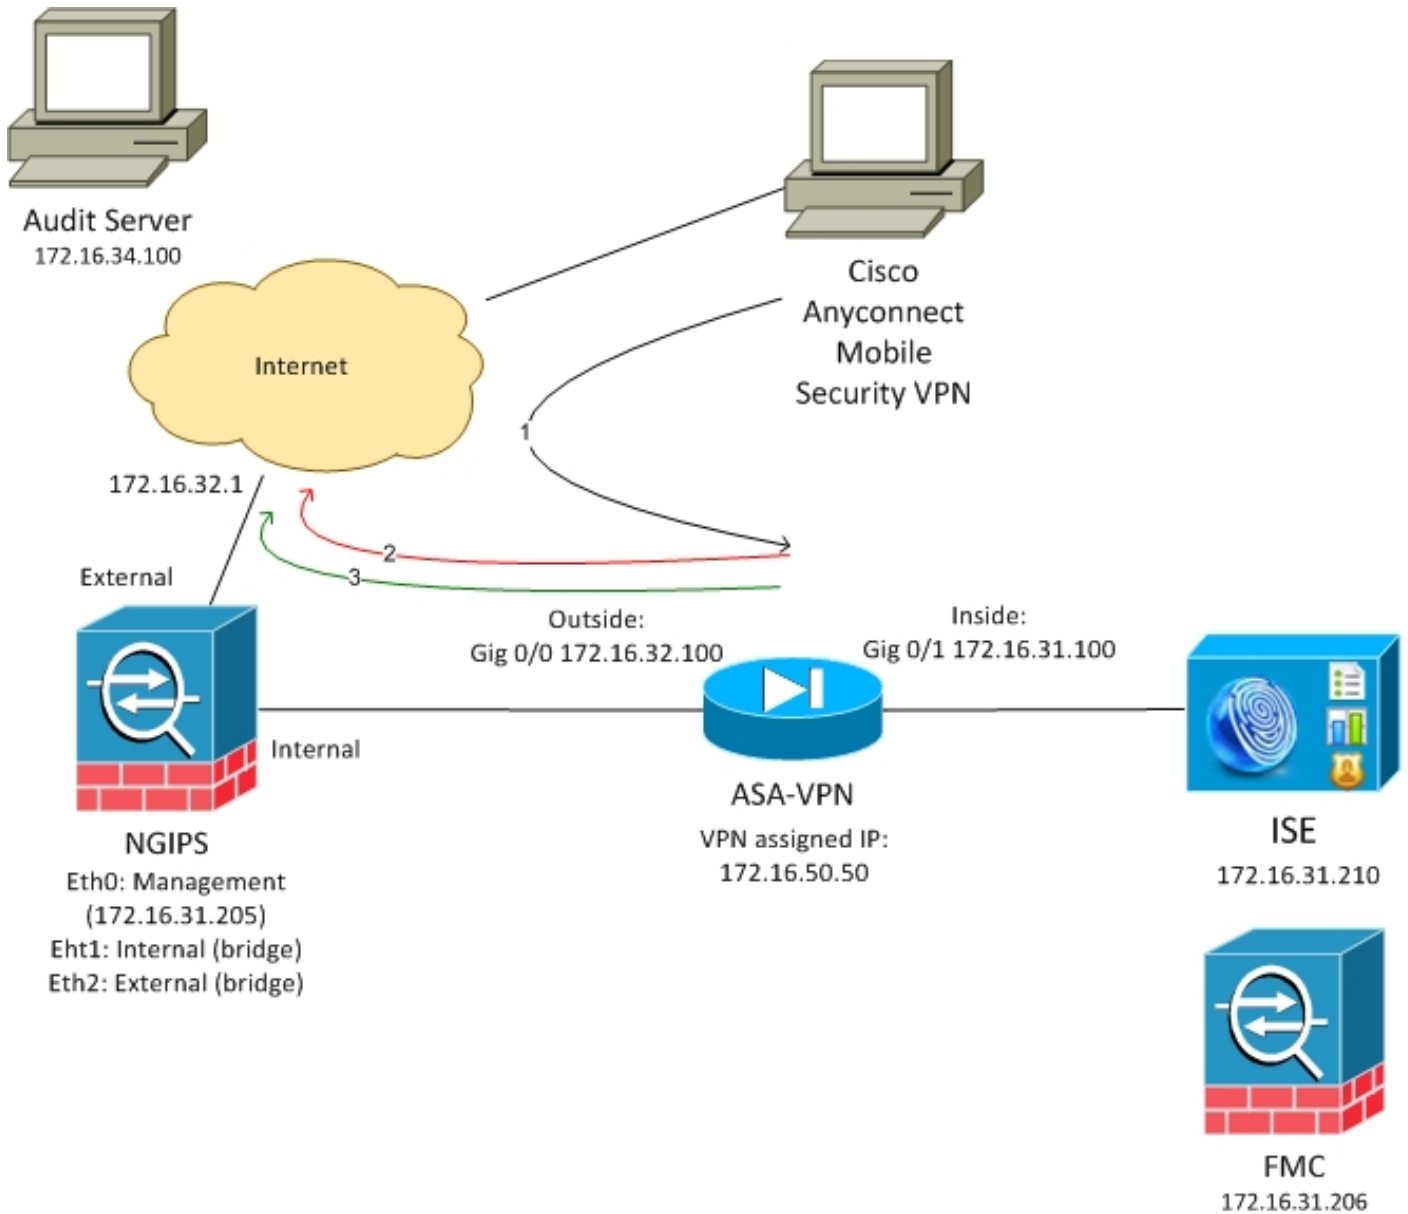 Audit Server
172.16.34.100
Cisco
Anyconnect
Mobile
Security VPN
Internet
1
172.16.32.1
2
3
External
Outside:
Gig 0/0 172.16.32.100
Inside:
Gig 0/1 172.16.31.100
Internal
NGIPS
Eth0: Management
(172.16.31.205)
Eht1: Internal (bridge)
Eth2: External (bridge)
ASA-VPN
VPN assigned IP:
172.16.50.50
ISE
172.16.31.210
FMC
172.16.31.206